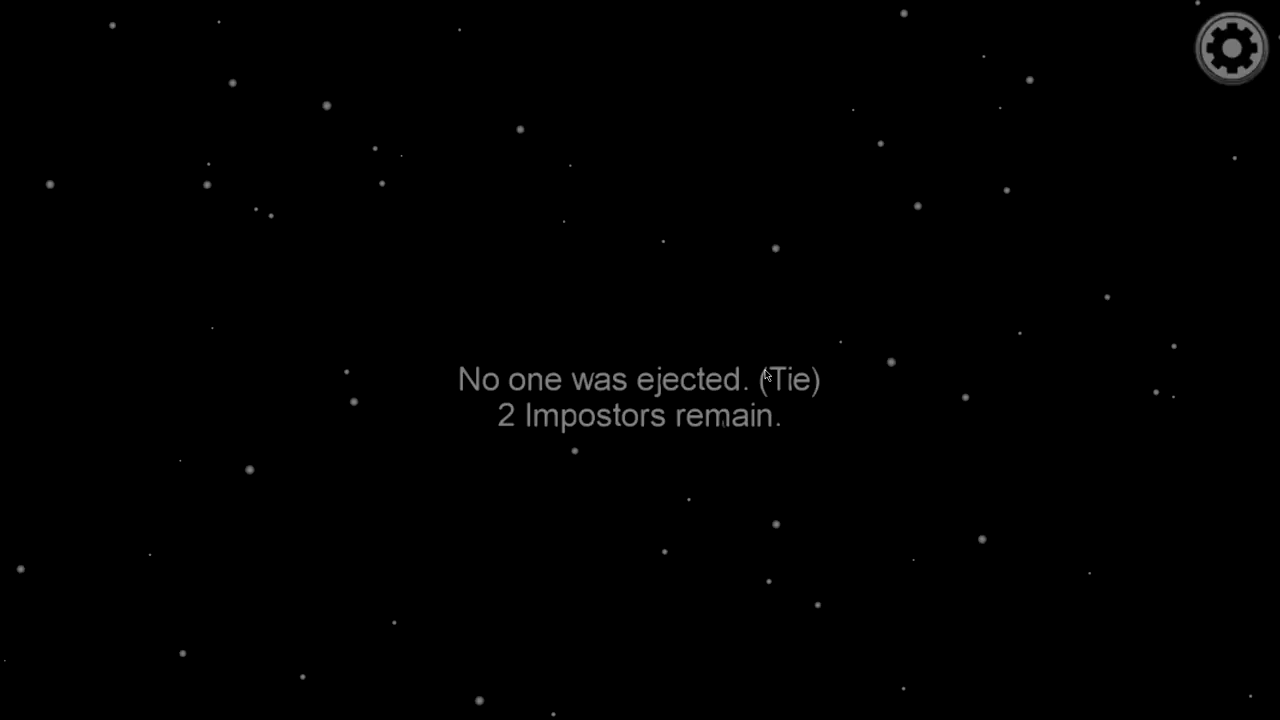 No one was ejected. (Tie)
2 Impostors remain.